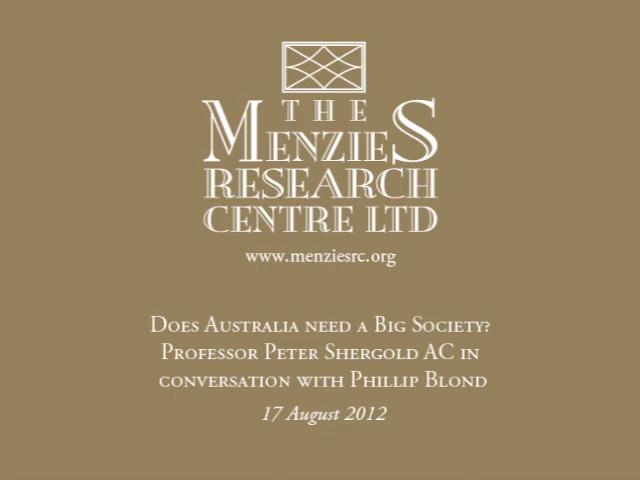 THE
MENZIES
RESEARCH
CENTRE LTD
www.menziesrc.org
Does Australia need a Big Society?
Professor Peter Shergold AC in
conversation with Phillip Blond
17 August 2012